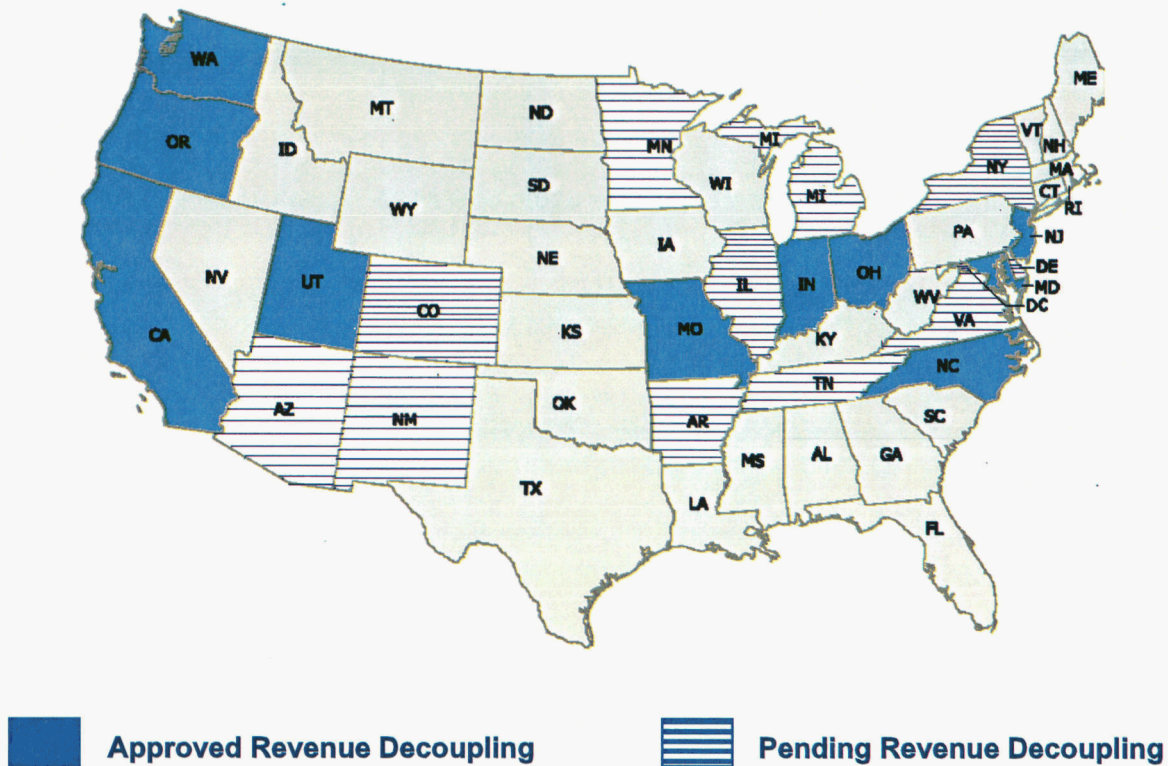 WA
MT
ND
ME
OR
ID
MN
MI
VT
NH
NY
SD
WI
MI
MA
WY
CT
RI
IA
PA
NJ
NE
NV
UT
IL
IN
OH
DE
MD
CO
WV
DC
CA
KS
MO
KY
VA
NC
TN
AZ
NM
OK
AR
SC
MS
AL
GA
TX
LA
FL
Approved Revenue Decoupling
Pending Revenue Decoupling